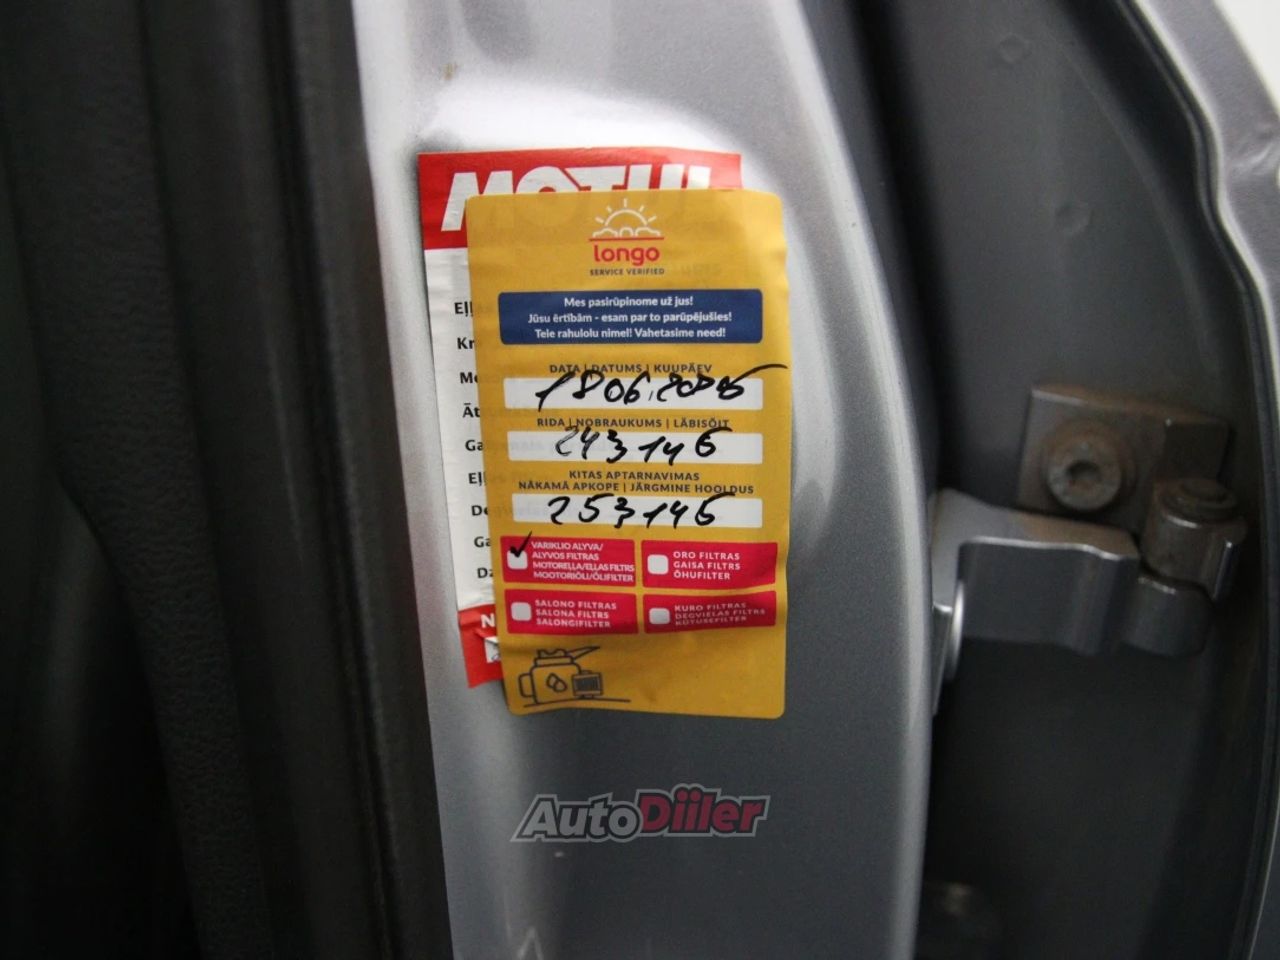 MOTUL
longo
SERVICE VERIFIED
Mes pasirūpinome už jus!
Jūsu ērtībām - esam par to parūpējušies!
Teie rahulolu nimel! Vahetasime need!
DATA | DATUMS | KUUPÄEV
18 06.2025
RIDA | NOBRAUKUMS | LÄBISÕIT
243146
KITAS APTARNAVIMAS
NĀKAMĀ APKOPE | JÄRGMINE HOOLDUS
253146
VARIKLIO ALYVA/
ALYVOS FILTRAS
MOTOREĻĻA/EĻĻAS FILTRS
MOOTORIÕLI/ÕLIFILTER
ORO FILTRAS
GAISA FILTRS
ÕHUFILTER
SALONO FILTRAS
SALONA FILTRS
SALONGIFILTER
KURO FILTRAS
DEGVIELAS FILTRS
KÜTUSEFILTER
AutoDiiler